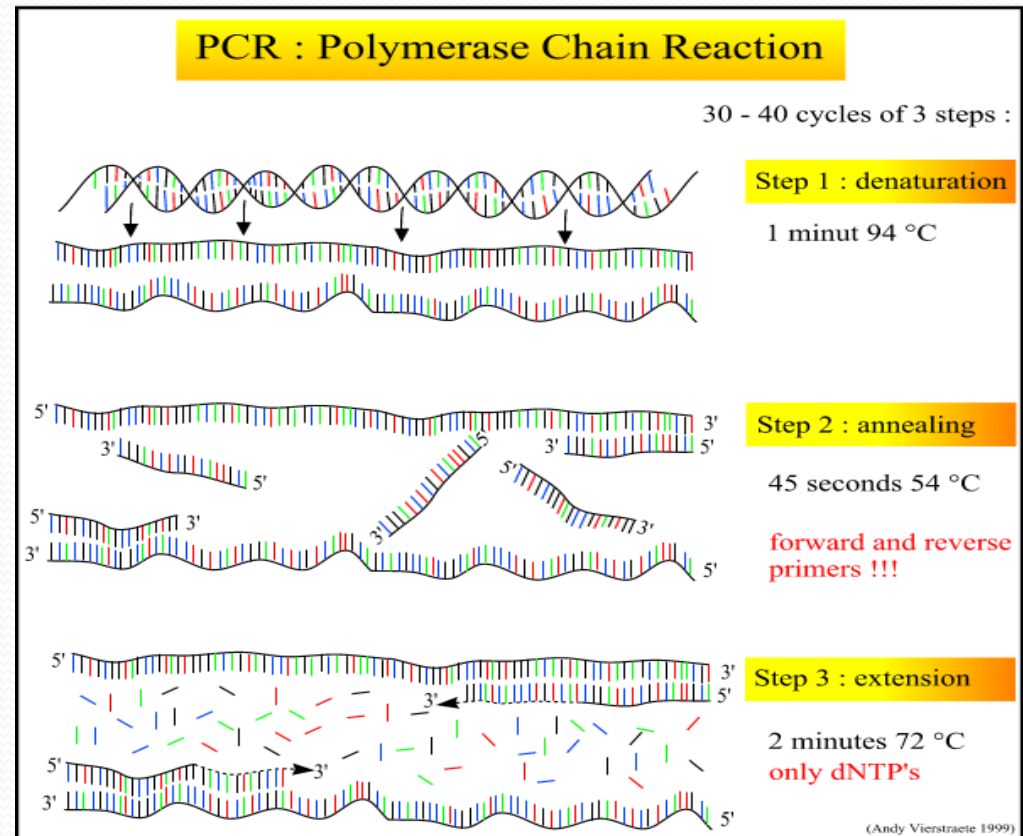 PCR : Polymerase Chain Reaction
30 - 40 cycles of 3 steps :
Step 1 : denaturation
1 minut 94 °C
5'
3'
Step 2 : annealing
3'
5'
3'
5'
5'
3'
5'
45 seconds 54 °C
5'
3'
3'
3'
forward and reverse
primers !!!
3'
5'
5'
3'
Step 3 : extension
3'
5'
2 minutes 72 °C
5'
3'
only dNTP's
3'
5'
(Andy Vierstraete 1999)